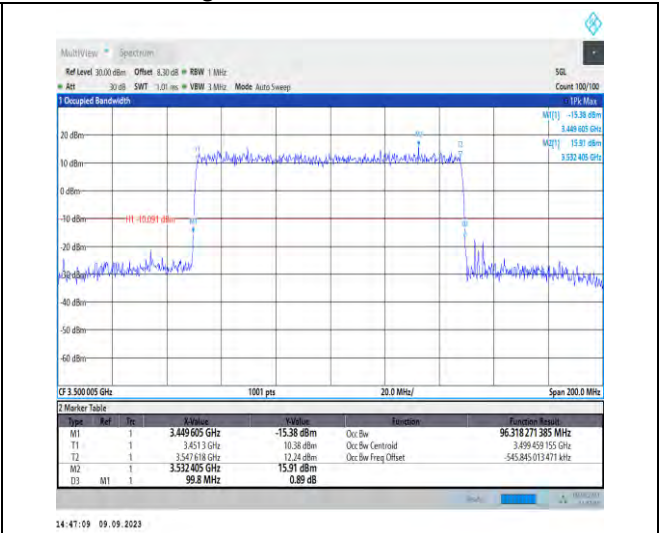 MultiView Spectrum
Ref Level 30.00 dBm Offset 8.30 dB RBW 1 MHz SGL
Att 30 dB SWT 1.01 ms VBW 3 MHz Mode Auto Sweep Count 100/100
1 Occupied Bandwidth 1Pk Max
M1[1] -15.38 dBm
3.449 605 GHz
M2[1] 15.91 dBm
3.532 405 GHz
20 dBm
10 dBm
0 dBm
-10 dBm
H1 -10.091 dBm
M1
T1
M2
T2
-20 dBm
-30 dBm
-40 dBm
-50 dBm
-60 dBm
CF 3.500 005 GHz 1001 pts 20.0 MHz/ Span 200.0 MHz
2 Marker Table
Type Ref Trc X-Value Y-Value Function Function Result
M1 1 3.449 605 GHz -15.38 dBm Occ Bw 96.318 271 385 MHz
T1 1 3.4513 GHz 10.38 dBm Occ Bw Centroid 3.499 459 155 GHz
T2 1 3.547 618 GHz 12.24 dBm Occ Bw Freq Offset -545.845 013 471 kHz
M2 1 3.532 405 GHz 15.91 dBm
D3 M1 1 99.8 MHz 0.89 dB
14:47:09 09.09.2023